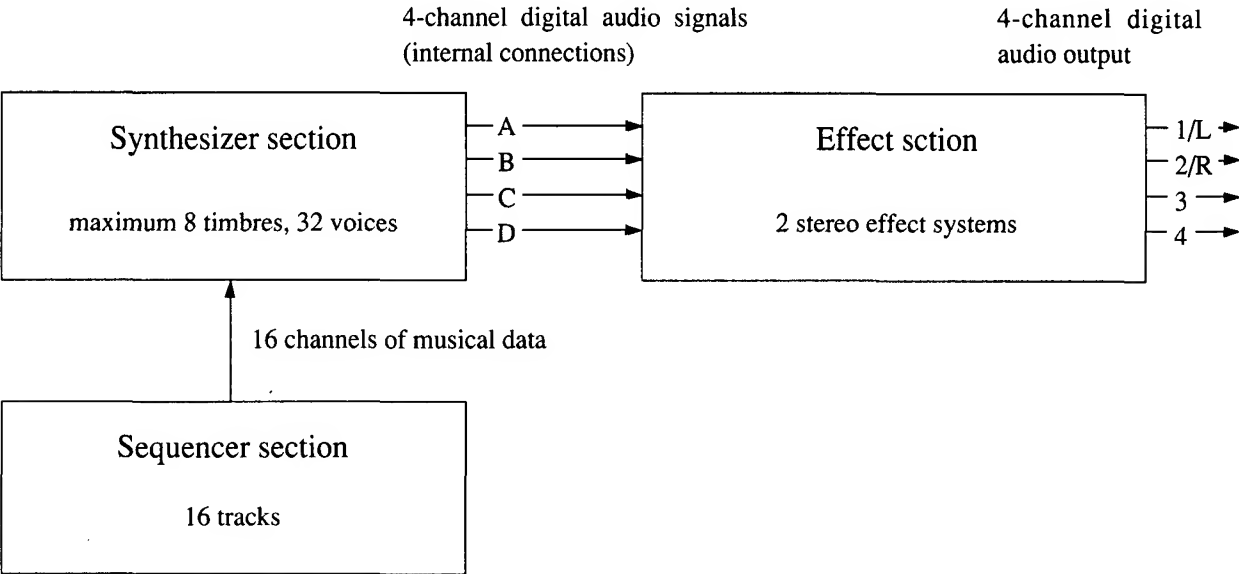 4-channel digital audio signals
(internal connections)
4-channel digital
audio output
Synthesizer section
maximum 8 timbres, 32 voices
A
B
C
D
Effect sction
2 stereo effect systems
1/L
2/R
3
4
16 channels of musical data
Sequencer section
16 tracks